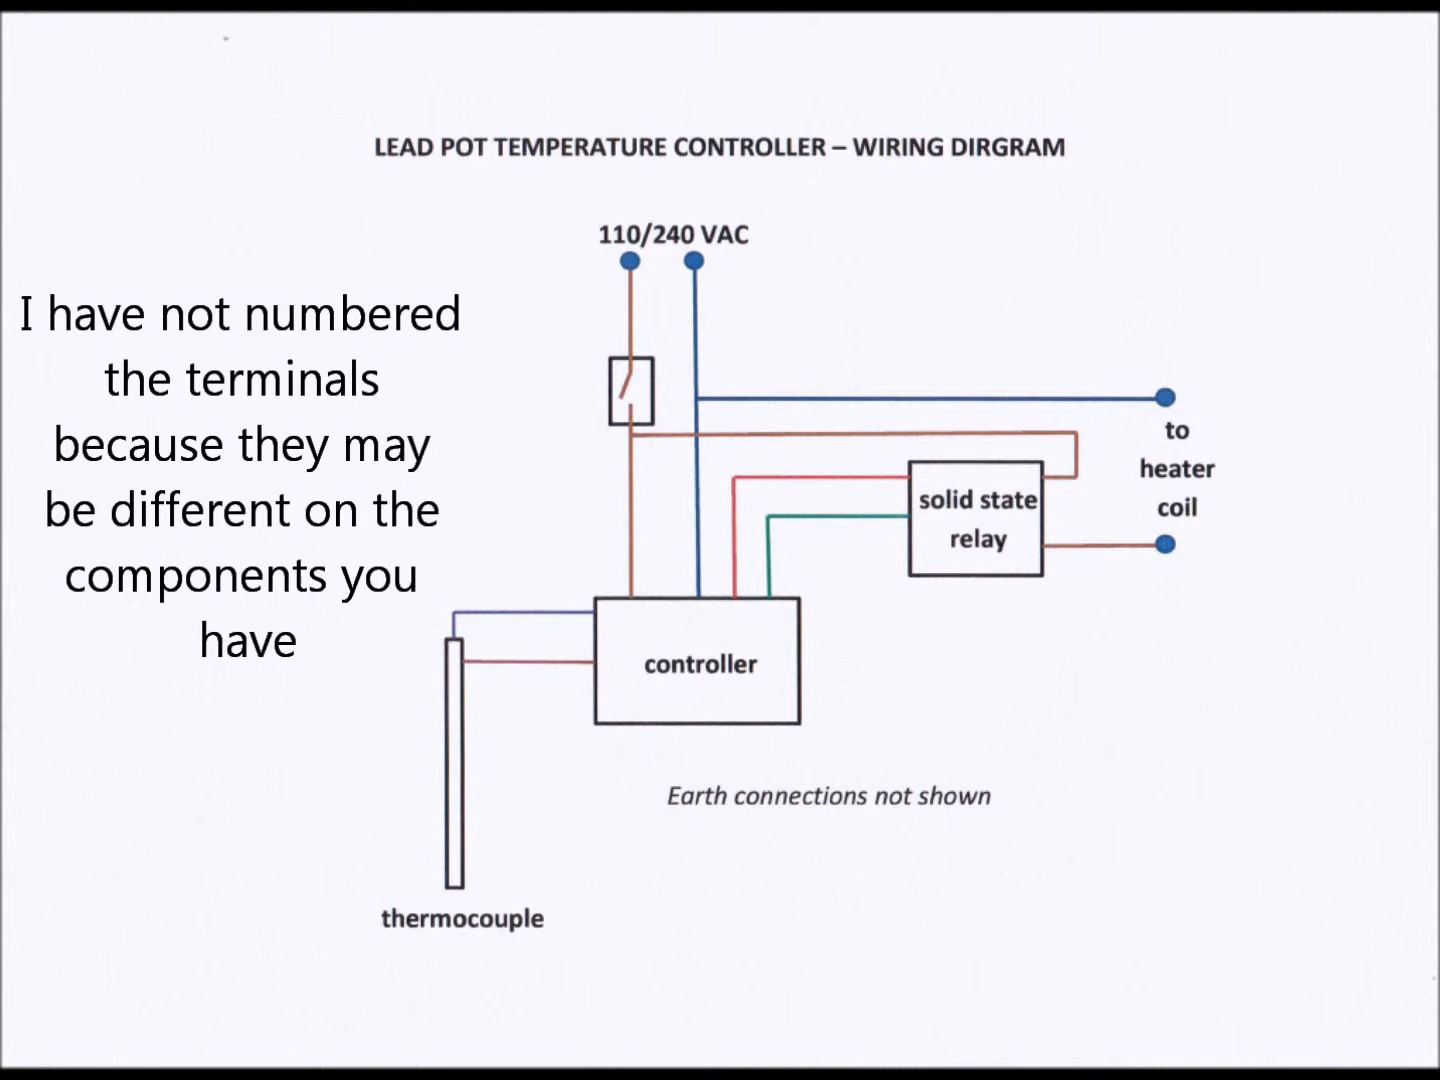 LEAD POT TEMPERATURE CONTROLLER – WIRING DIRGRAM
110/240 VAC
I have not numbered
the terminals
because they may
be different on the
components you
have
to
heater
coil
solid state
relay
controller
Earth connections not shown
thermocouple